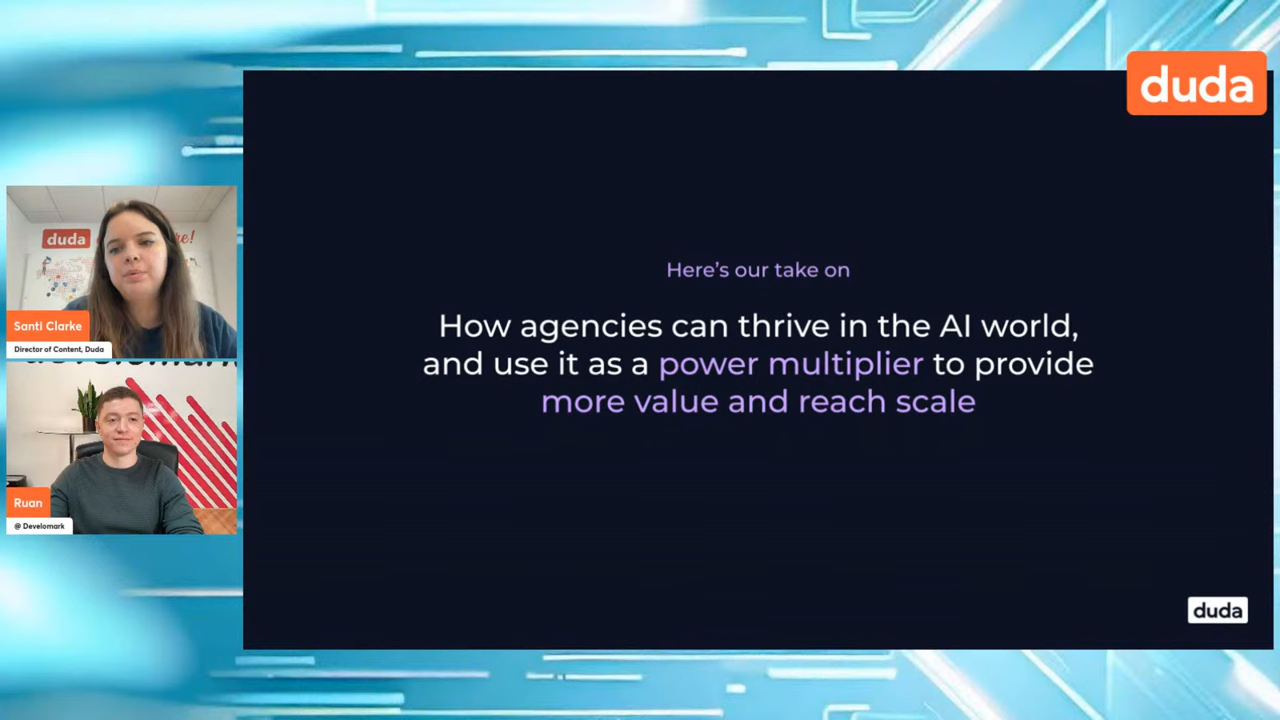 duda
duda
re!
Santi Clarke
Director of Content, Duda
Ruan
@ Develomark
Here's our take on
How agencies can thrive in the AI world,
and use it as a power multiplier to provide
more value and reach scale
duda